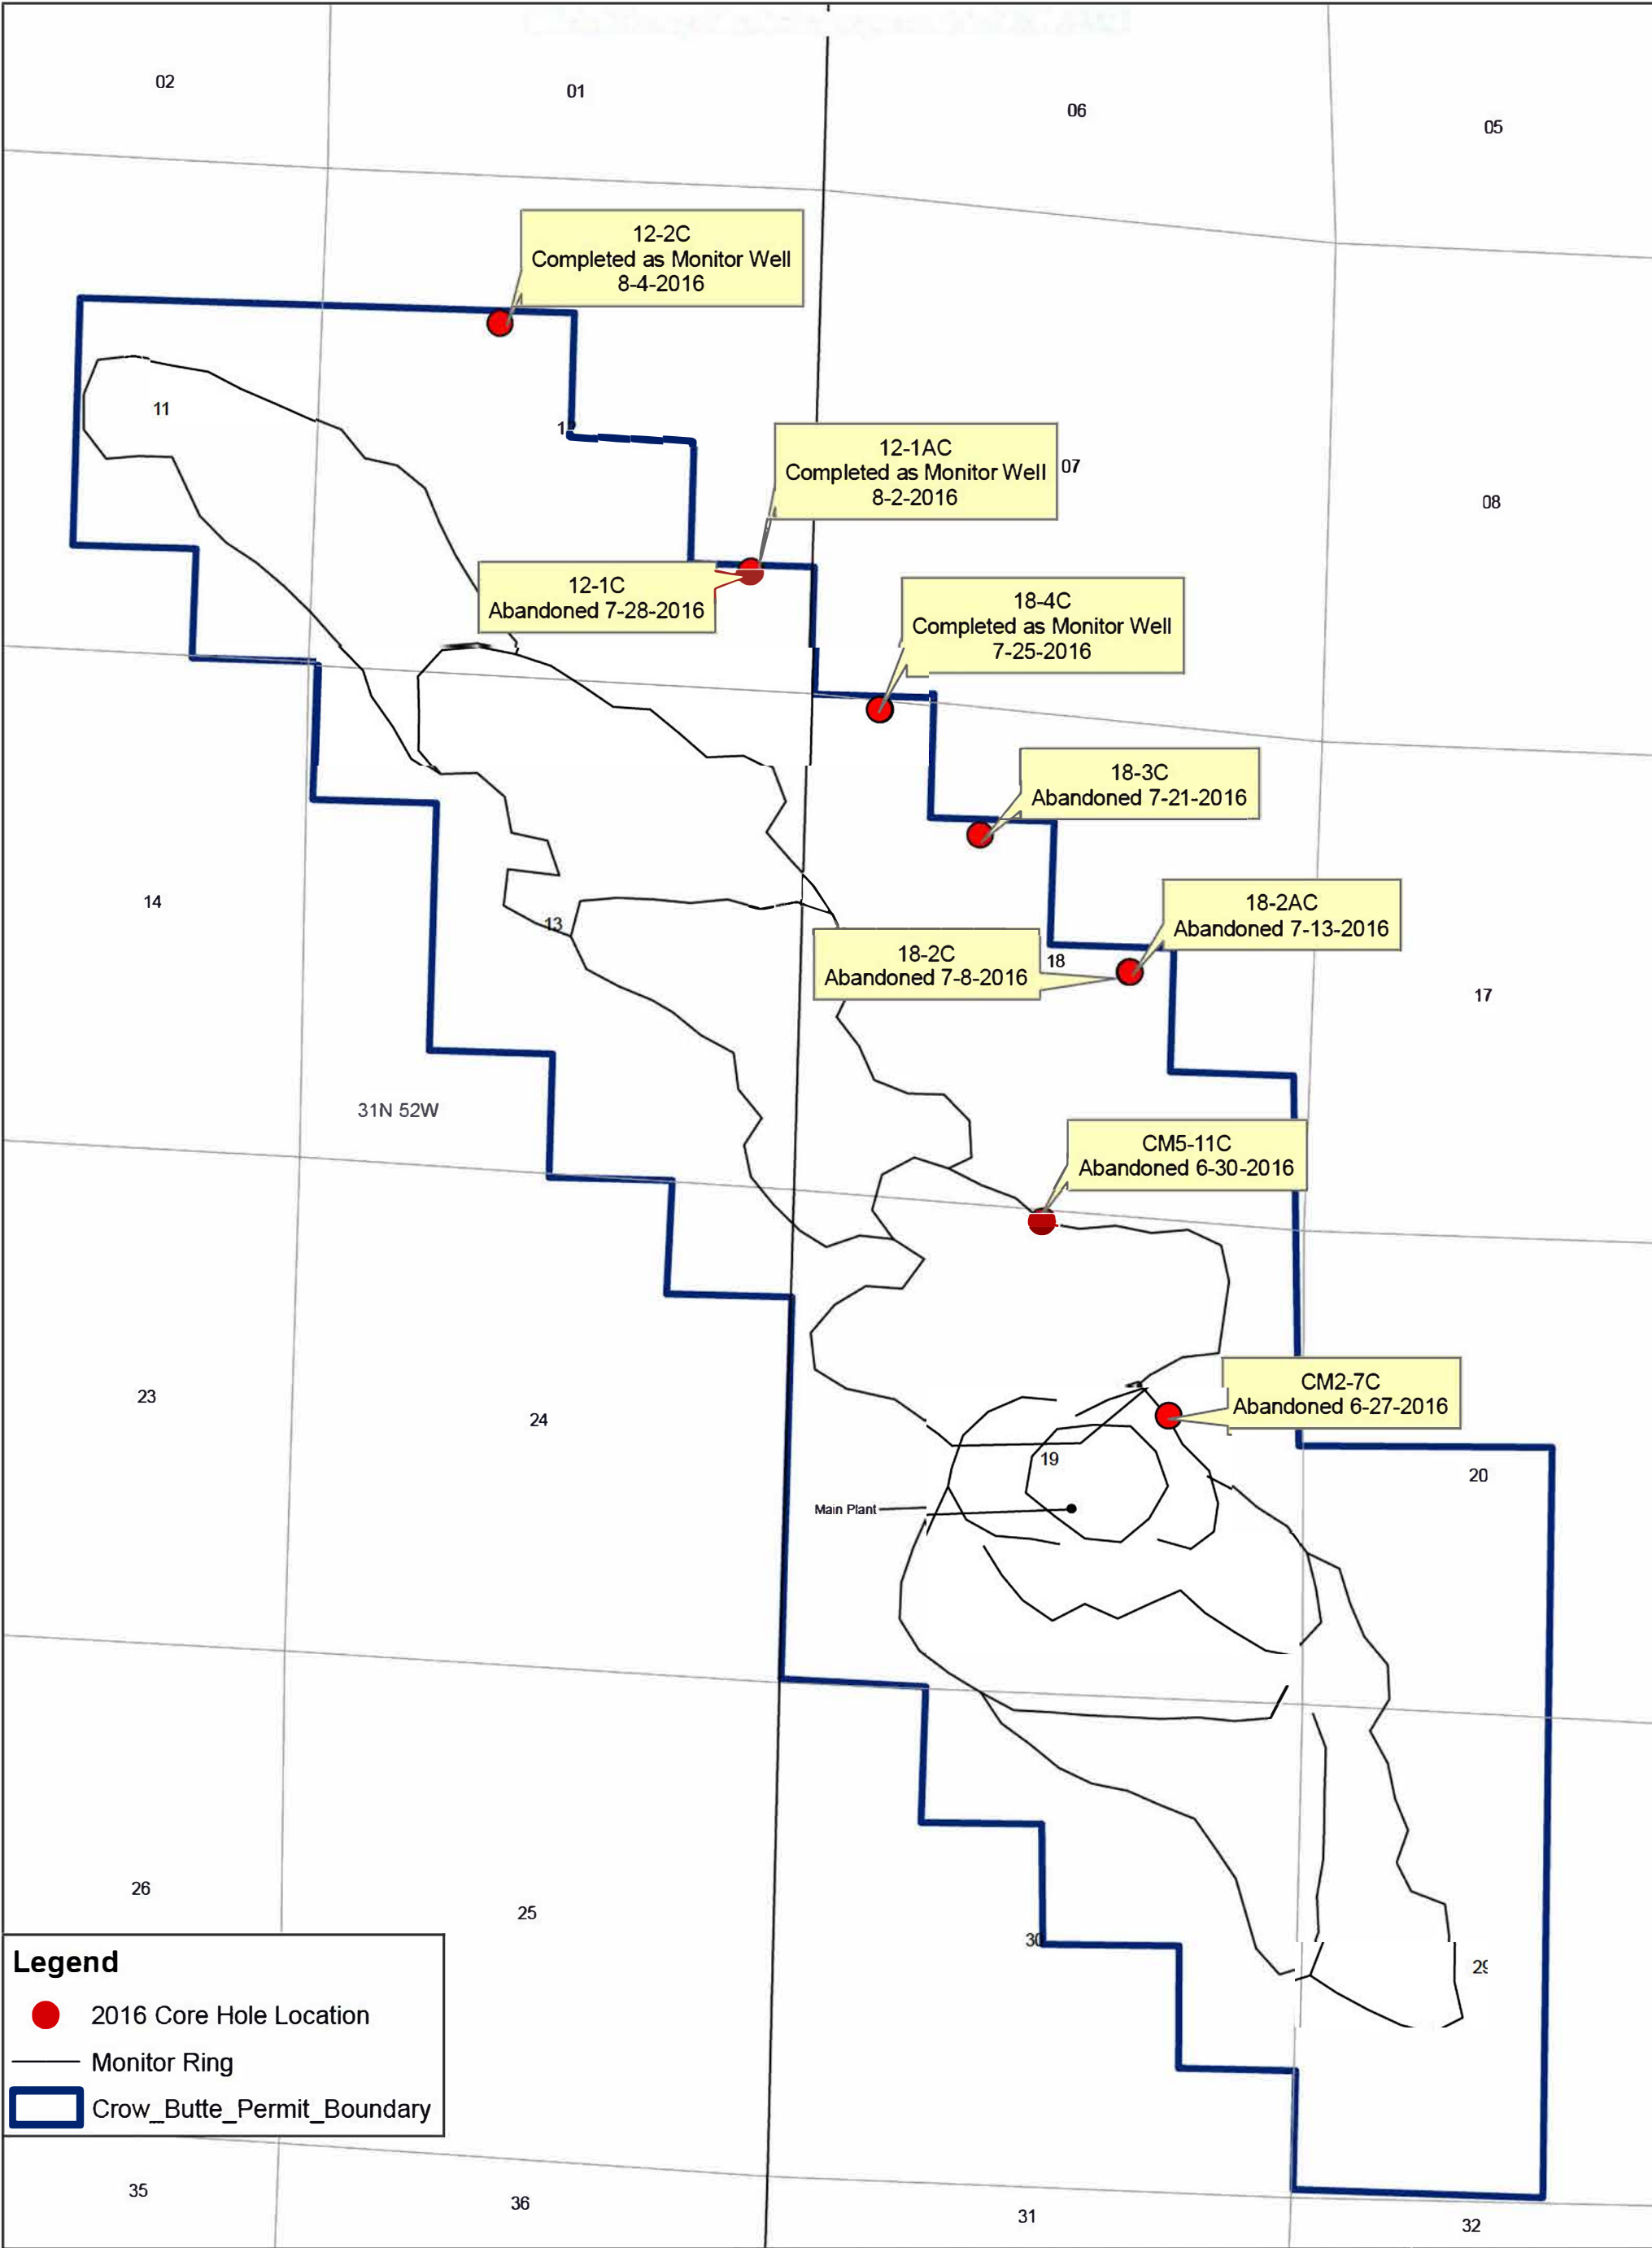 02
01
06
05
12-2C
Completed as Monitor Well
8-4-2016
11
12-1AC
Completed as Monitor Well
8-2-2016
07
08
12-1C
Abandoned 7-28-2016
18-4C
Completed as Monitor Well
7-25-2016
18-3C
Abandoned 7-21-2016
14
13
18-2AC
Abandoned 7-13-2016
18-2C
Abandoned 7-8-2016
18
17
31N 52W
CM5-11C
Abandoned 6-30-2016
23
24
CM2-7C
Abandoned 6-27-2016
19
20
Main Plant
26
25
30
29
Legend
2016 Core Hole Location
Monitor Ring
Crow_Butte_Permit_Boundary
35
36
31
32